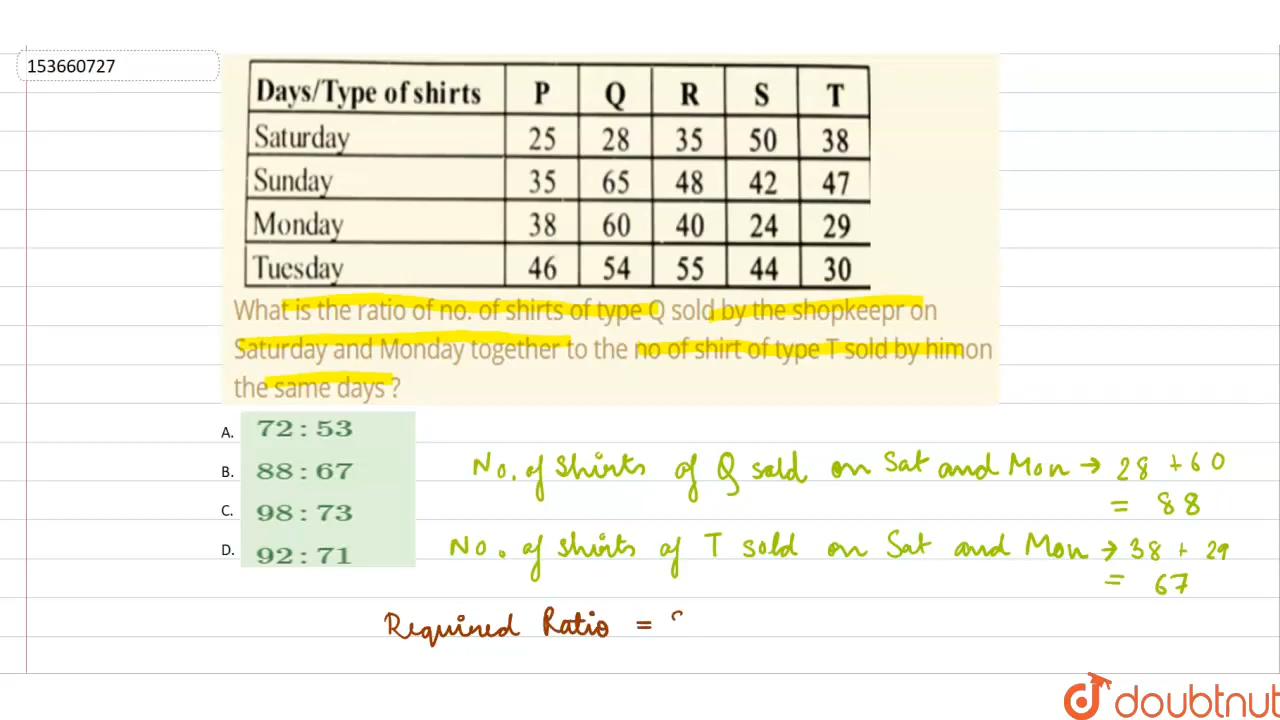 153660727
Days/Type of shirts P Q R S T
Saturday 25 28 35 50 38
Sunday 35 65 48 42 47
Monday 38 60 40 24 29
Tuesday 46 54 55 44 30
What is the ratio of no. of shirts of type Q sold by the shopkeepr on
Saturday and Monday together to the no of shirt of type T sold by himon
the same days ?
A. 72 : 53
B. 88 : 67
C. 98 : 73
D. 92 : 71
No. of shirts of Q sold on Sat and Mon → 28 + 60
= 88
No. of shirts of T sold on Sat and Mon → 38 + 29
= 67
Required Ratio =
doubtnut